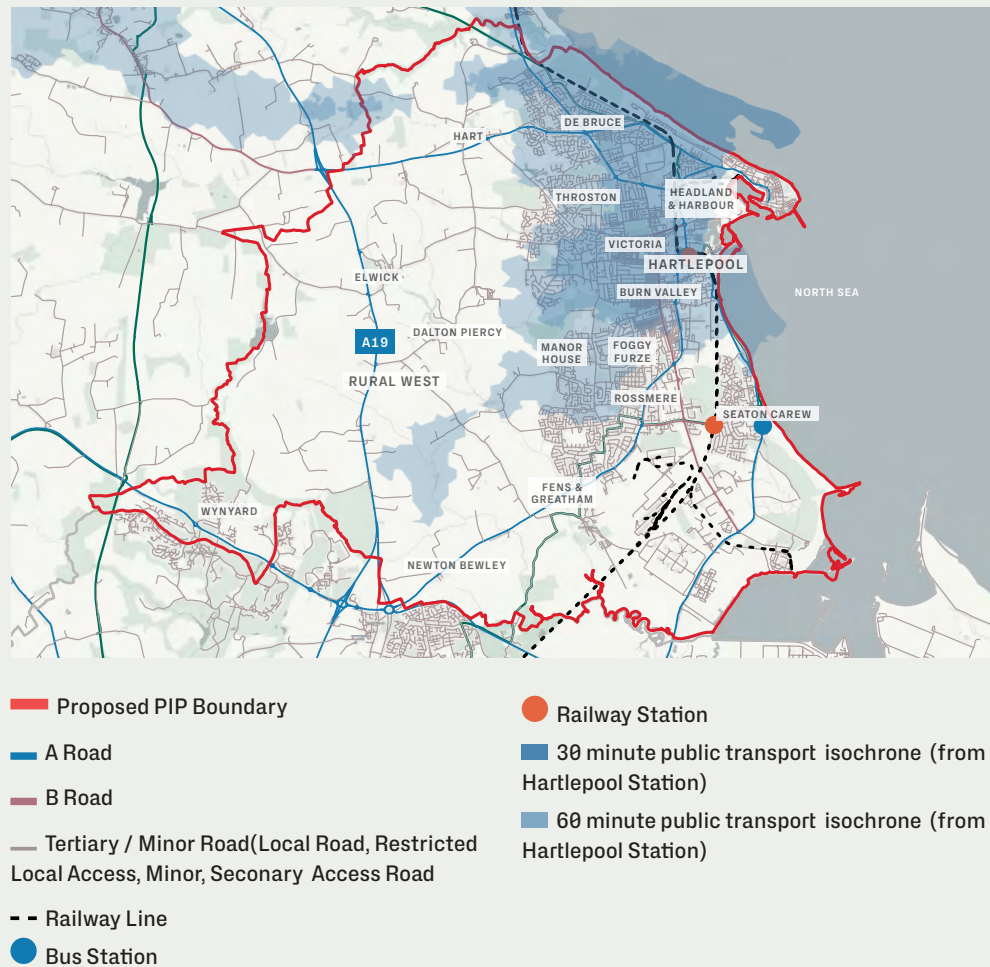 DE BRUCE
HART
HEADLAND
& HARBOUR
THROSTON
VICTORIA
HARTLEPOOL
ELWICK
BURN VALLEY
NORTH SEA
DALTON PIERCY
A19
MANOR
HOUSE
FOGGY
FURZE
RURAL WEST
ROSSMERE
SEATON CAREW
FENS &
GREATHAM
WYNYARD
NEWTON BEWLEY
Proposed PIP Boundary
A Road
B Road
Tertiary / Minor Road(Local Road, Restricted
Local Access, Minor, Seconary Access Road
Railway Line
Bus Station
Railway Station
30 minute public transport isochrone (from
Hartlepool Station)
60 minute public transport isochrone (from
Hartlepool Station)